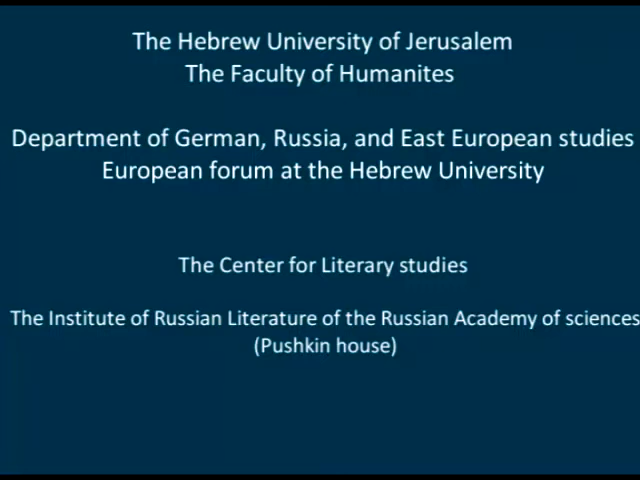 The Hebrew University of Jerusalem
The Faculty of Humanites
Department of German, Russia, and East European studies
European forum at the Hebrew University
The Center for Literary studies
The Institute of Russian Literature of the Russian Academy of sciences
(Pushkin house)